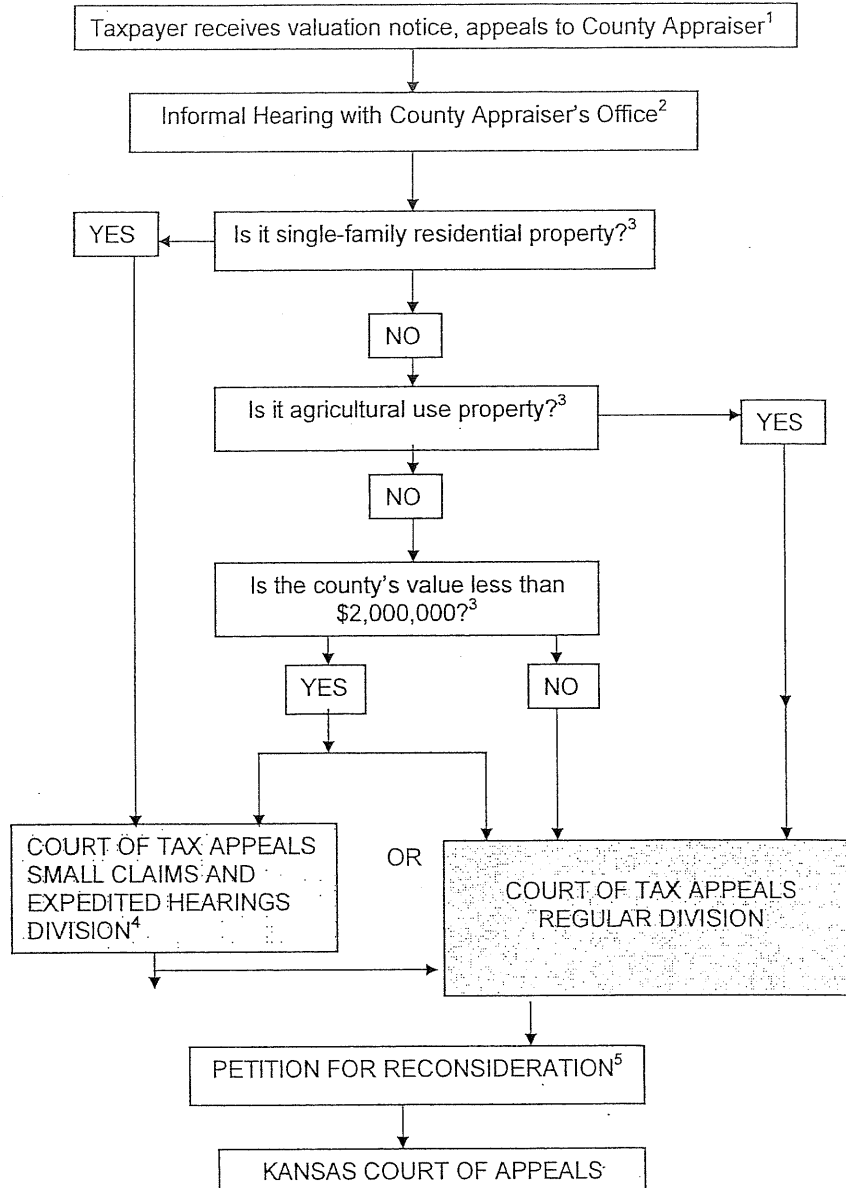 Taxpayer receives valuation notice, appeals to County Appraiser1
Informal Hearing with County Appraiser's Office2
YES
Is it single-family residential property?3
NO
Is it agricultural use property?3
YES
NO
Is the county's value less than
$2,000,000?3
YES
NO
COURT OF TAX APPEALS
SMALL CLAIMS AND
EXPEDITED HEARINGS
DIVISION4
OR
COURT OF TAX APPEALS
REGULAR DIVISION
PETITION FOR RECONSIDERATION5
KANSAS COURT OF APPEALS